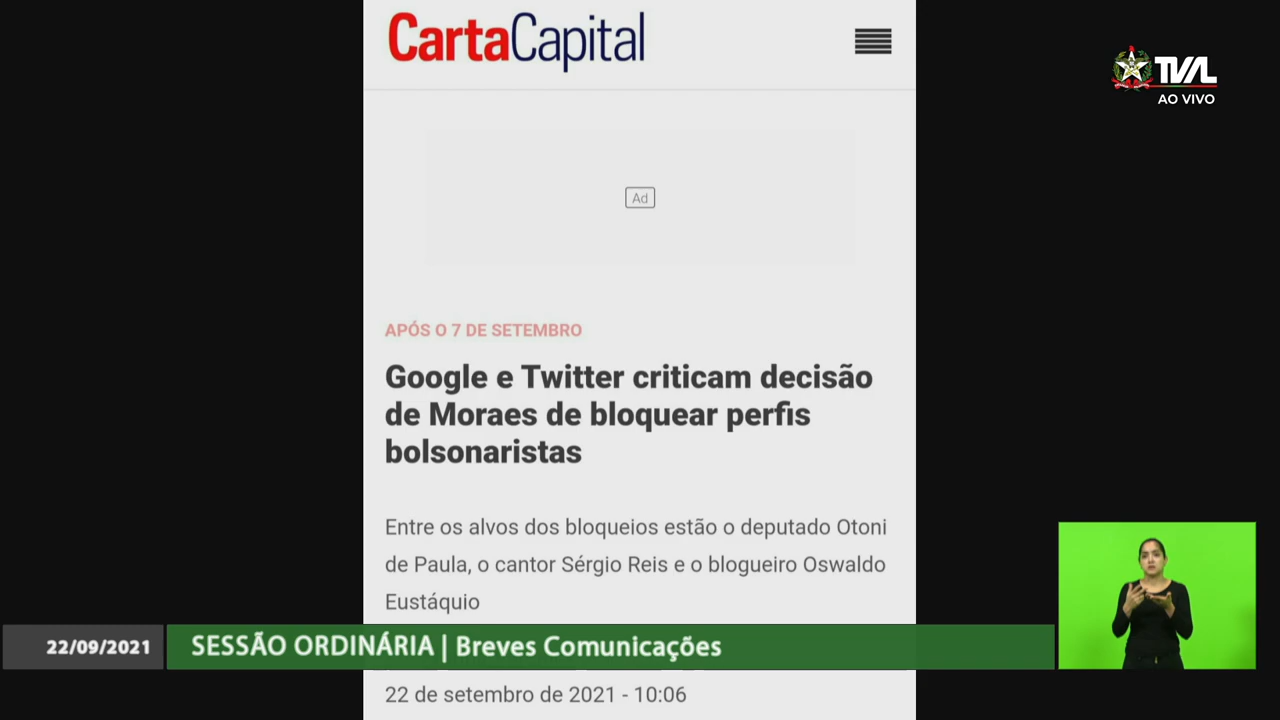 CartaCapital
TVAL
AO VIVO
Ad
APÓS O 7 DE SETEMBRO
Google e Twitter criticam decisão
de Moraes de bloquear perfis
bolsonaristas
Entre os alvos dos bloqueios estão o deputado Otoni
de Paula, o cantor Sérgio Reis e o blogueiro Oswaldo
Eustáquio
22/09/2021
SESSÃO ORDINÁRIA | Breves Comunicações
22 de setembro de 2021 - 10:06